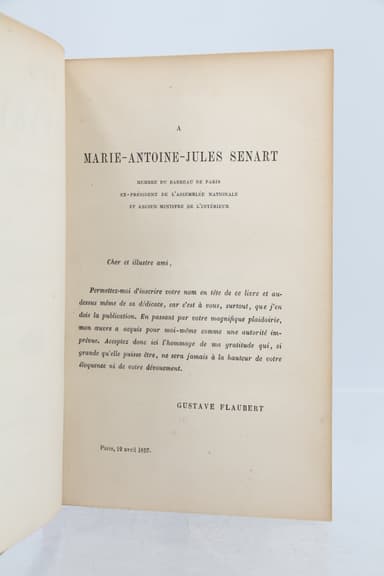 A
MARIE-ANTOINE-JULES SENART
MEMBRE DU BARREAU DE PARIS
EX-PRÉSIDENT DE L'ASSEMBLÉE NATIONALE
ET ANCIEN MINISTRE DE L'INTÉRIEUR
Cher et illustre ami,
Permettez-moi d'inscrire votre nom en tête de ce livre et au-
dessus même de sa dédicace, car c'est à vous, surtout, que j'en
dois la publication. En passant par votre magnifique plaidoirie,
mon œuvre a acquis pour moi-même comme une autorité im-
prévue. Acceptez donc ici l'hommage de ma gratitude qui, si
grande qu'elle puisse être, ne sera jamais à la hauteur de votre
éloquence ni de votre dévouement.
GUSTAVE FLAUBERT
Paris, 12 avril 1857.